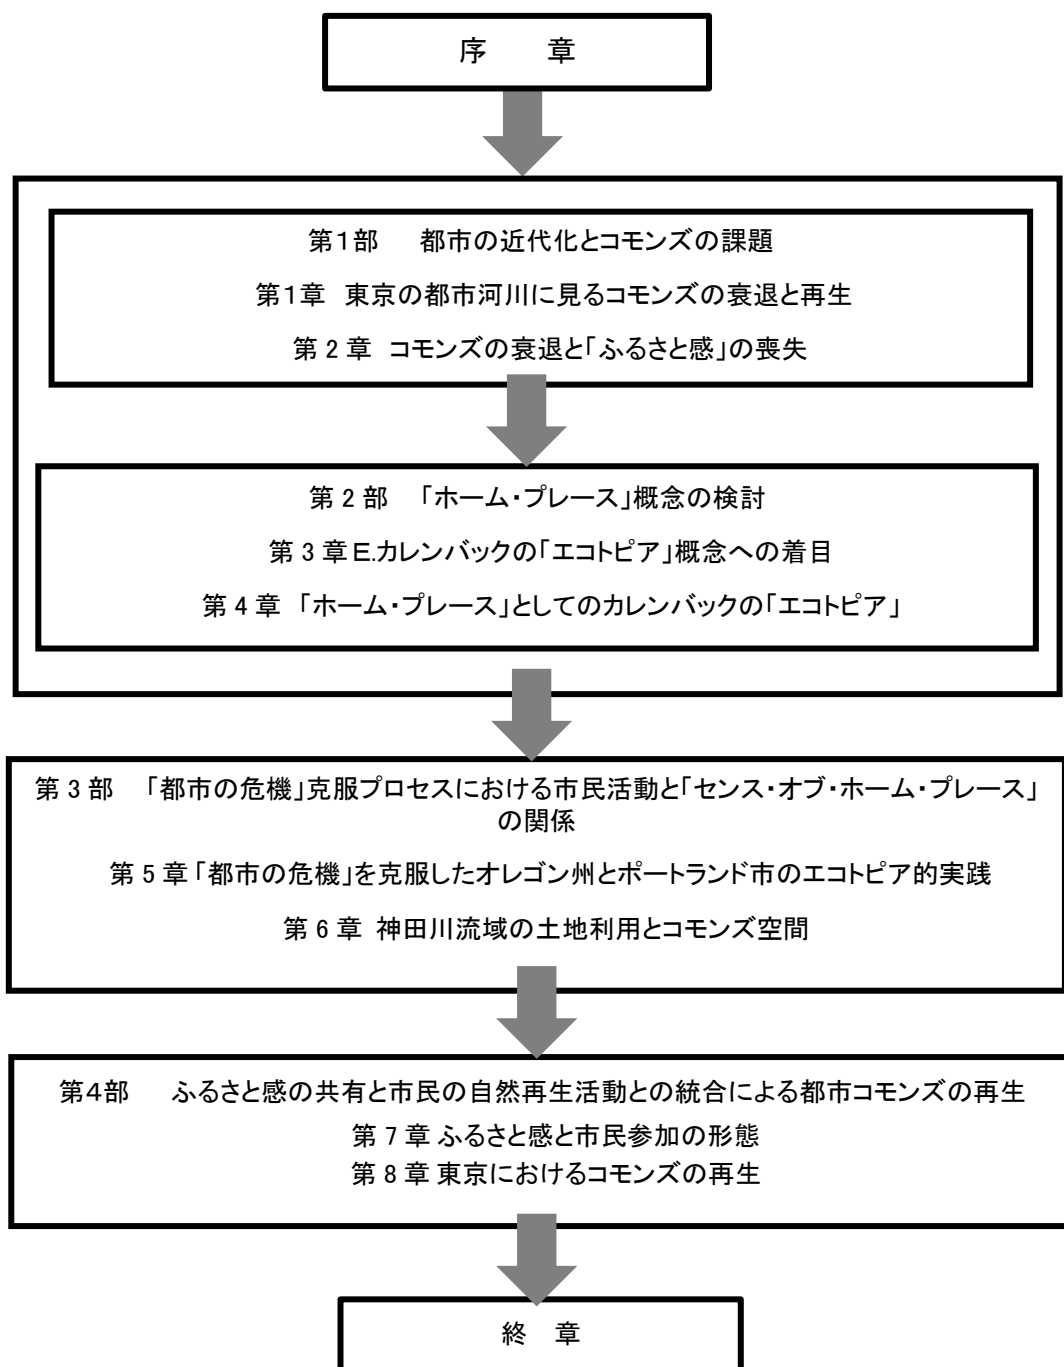 序　章
第１部　都市の近代化とコモンズの課題
第１章 東京の都市河川に見るコモンズの衰退と再生
第 2 章 コモンズの衰退と「ふるさと感」の喪失
第 2 部 「ホーム・プレース」概念の検討
第 3 章 E.カレンバックの「エコトピア」概念への着目
第 4 章 「ホーム・プレース」としてのカレンバックの「エコトピア」
第 3 部 「都市の危機」克服プロセスにおける市民活動と「センス・オブ・ホーム・プレース」
の関係
第 5 章 「都市の危機」を克服したオレゴン州とポートランド市のエコトピア的実践
第 6 章 神田川流域の土地利用とコモンズ空間
第４部　ふるさと感の共有と市民の自然再生活動との統合による都市コモンズの再生
第 7 章 ふるさと感と市民参加の形態
第 8 章 東京におけるコモンズの再生
終　章